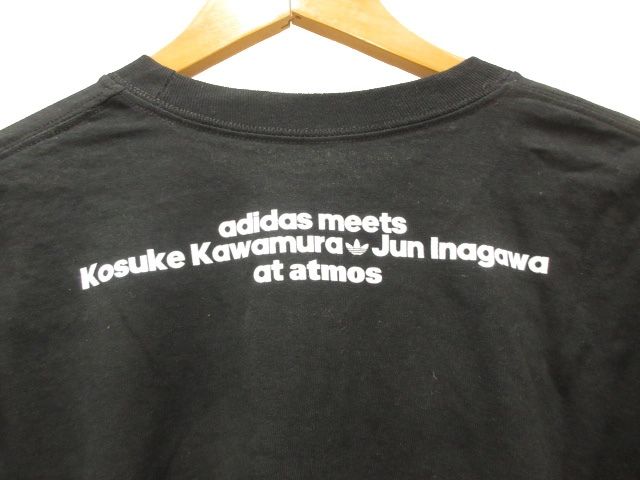 adidas meets
Kosuke Kawamura Jun Inagawa
at atmos